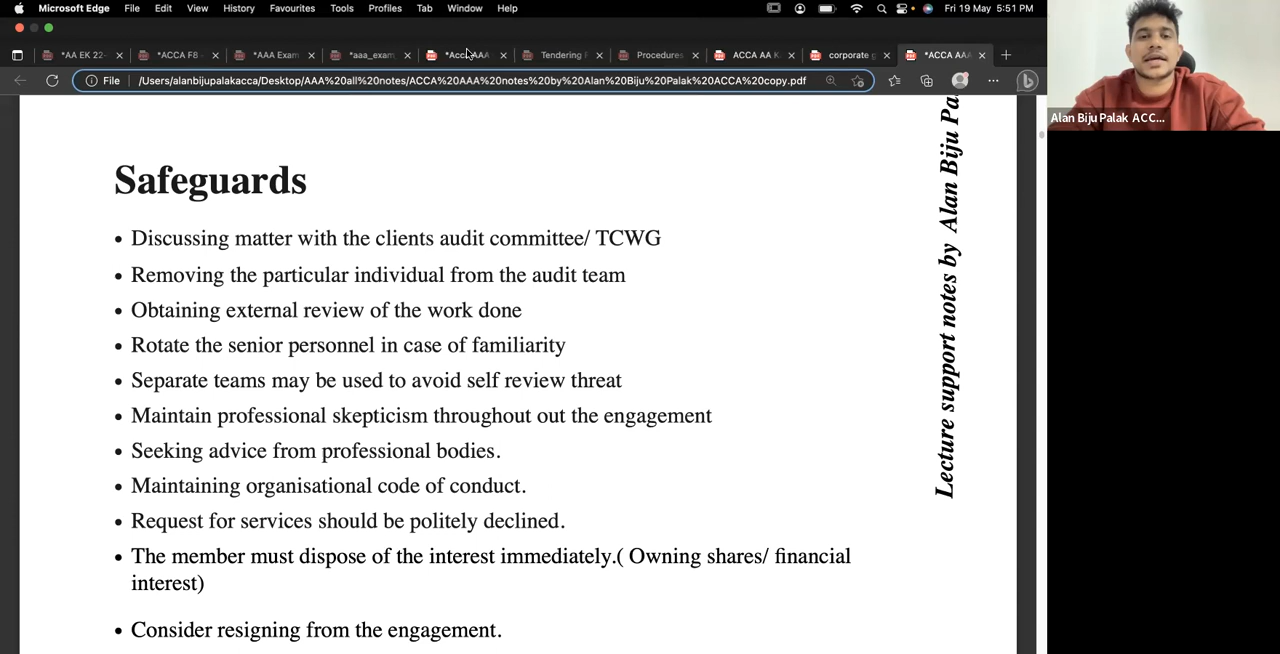 Microsoft Edge File Edit View History Favourites Tools Profiles Tab Window Help Fri 19 May 5:51 PM
*AA EK 22- *ACCA F8 - *AAA Exam *aaa_exam *Acc AAA Tendering Procedures ACCA AA K corporate g *ACCA AAA
File /Users/alanbijupalakacca/Desktop/AAA%20all%20notes/ACCA%20AAA%20notes%20by%20Alan%20Biju%20Palak%20ACCA%20copy.pdf
Alan Biju Palak ACC...
Safeguards
• Discussing matter with the clients audit committee/ TCWG
• Removing the particular individual from the audit team
• Obtaining external review of the work done
• Rotate the senior personnel in case of familiarity
• Separate teams may be used to avoid self review threat
• Maintain professional skepticism throughout out the engagement
• Seeking advice from professional bodies.
• Maintaining organisational code of conduct.
• Request for services should be politely declined.
• The member must dispose of the interest immediately.( Owning shares/ financial
interest)
• Consider resigning from the engagement.
Lecture support notes by Alan Biju Pa